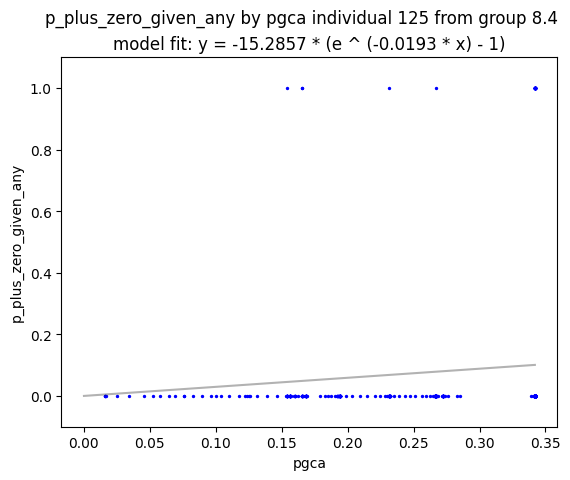 p_plus_zero_given_any by pgca individual 125 from group 8.4
model fit: y = -15.2857 * (e ^ (-0.0193 * x) - 1)
1.0
0.8
0.6
0.4
0.2
0.0
p_plus_zero_given_any
0.00 0.05 0.10 0.15 0.20 0.25 0.30 0.35
pgca